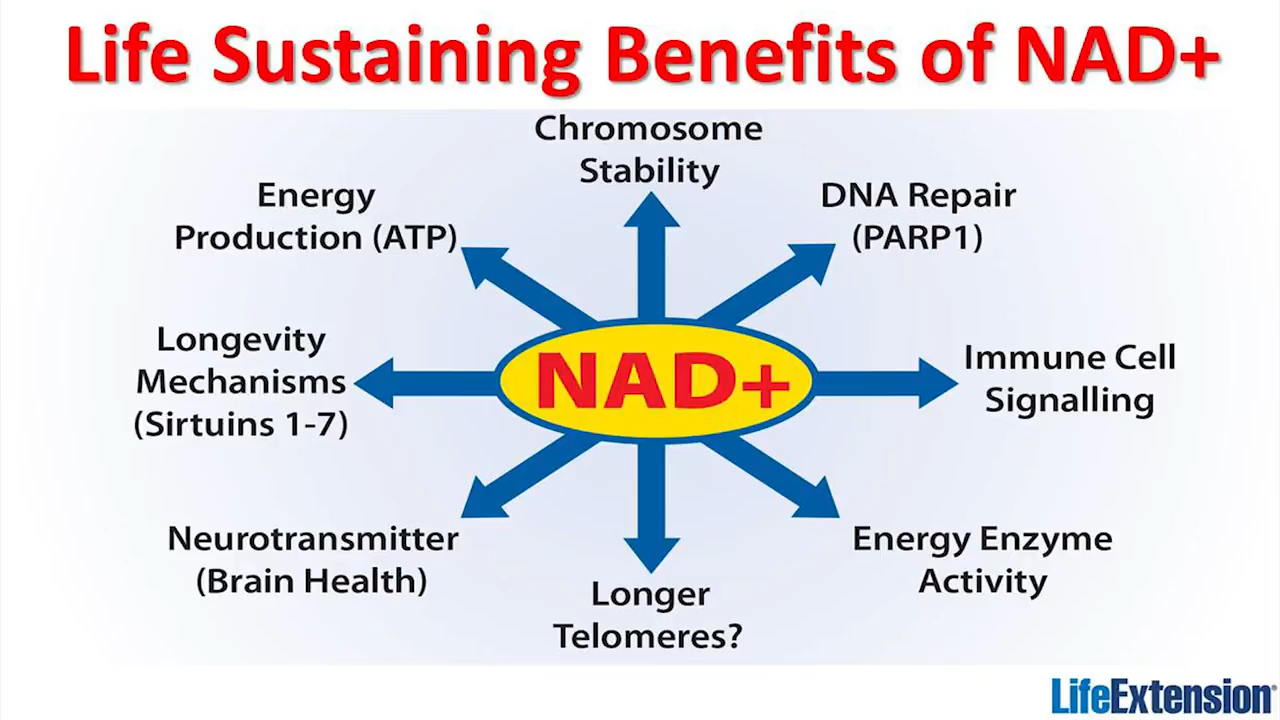 Life Sustaining Benefits of NAD+
Chromosome
Stability
Energy
Production (ATP)
DNA Repair
(PARP1)
Longevity
Mechanisms
(Sirtuins 1-7)
NAD+
Immune Cell
Signalling
Neurotransmitter
(Brain Health)
Energy Enzyme
Activity
Longer
Telomeres?
LifeExtension®